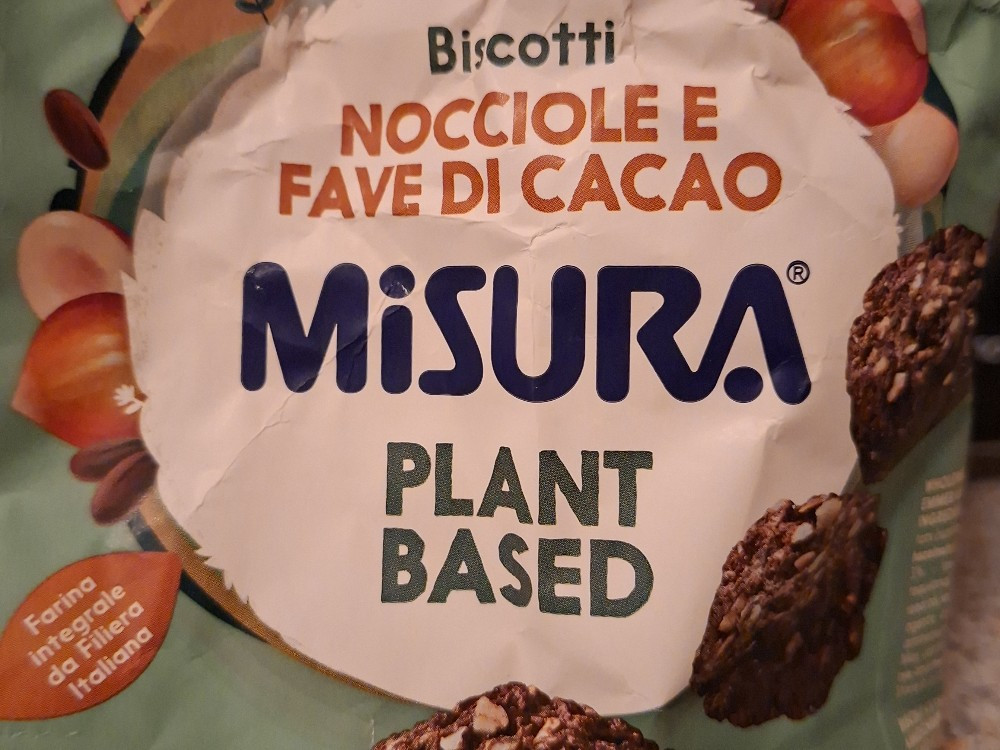 Biscotti
NOCCIOLE E
FAVE DI CACAO
MiSURA®
PLANT
BASED
Farina
integrale
da Filiera
Italiana